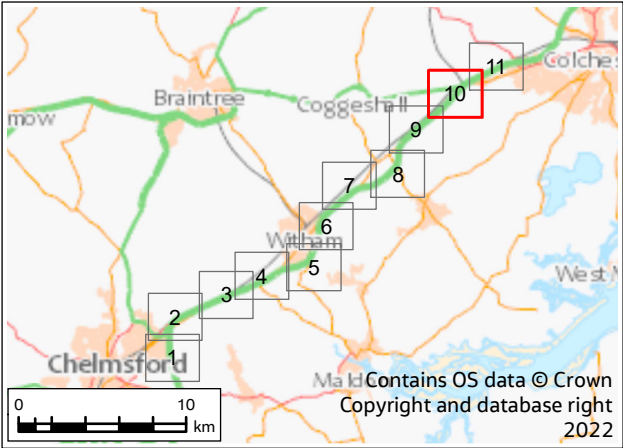 11
Colches
Braintree
Coggeshall
10
mow
9
8
7
6
Witham
5
4
West M
3
2
Chelmsford
1
Maldo
Contains OS data © Crown
Copyright and database right
2022
0 10
km